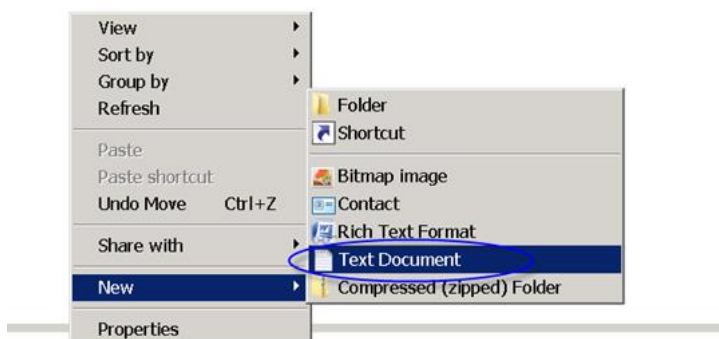 View
Sort by
Group by
Refresh
Paste
Paste shortcut
Undo Move Ctrl+Z
Share with
New
Properties
Folder
Shortcut
Bitmap image
Contact
Rich Text Format
Text Document
Compressed (zipped) Folder